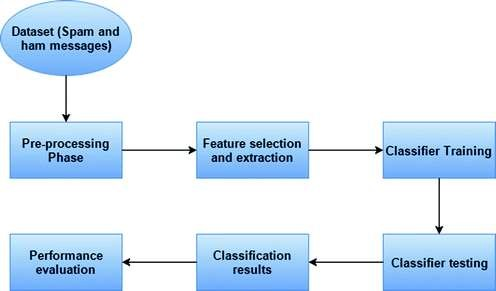 Dataset (Spam and
ham messages)
Pre-processing
Phase
Feature selection
and extraction
Classifier Training
Classifier testing
Classification
results
Performance
evaluation